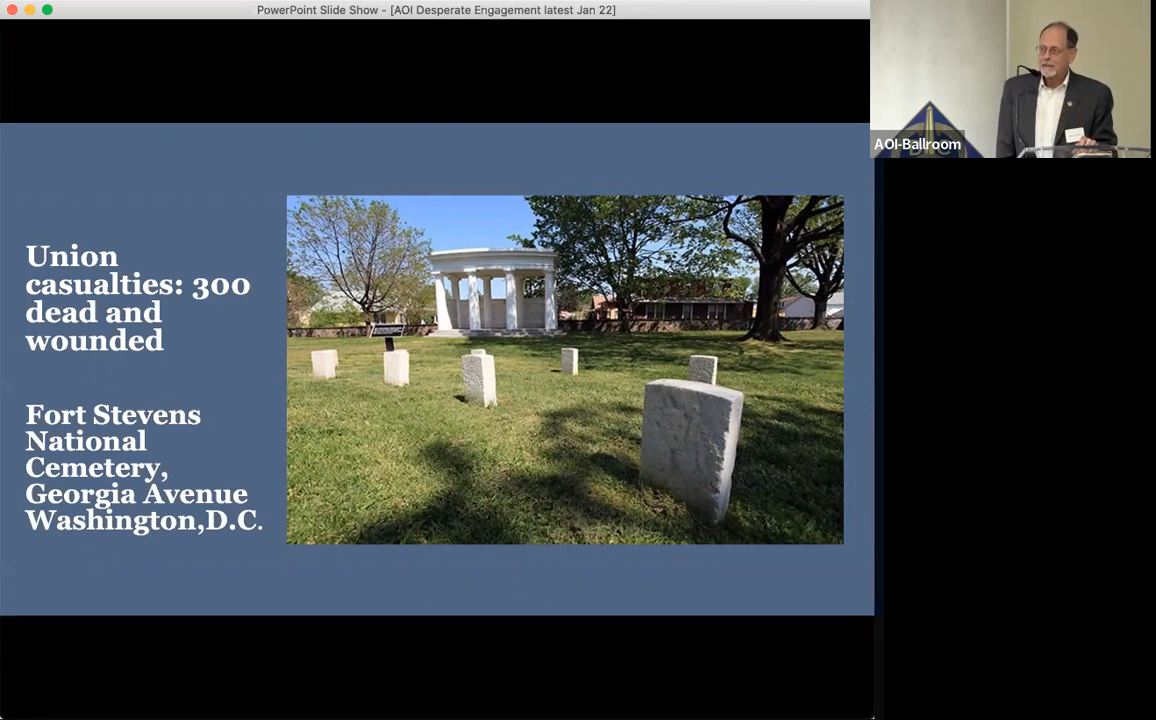 PowerPoint Slide Show - [AOI Desperate Engagement latest Jan 22]
AOI-Ballroom
Union
casualties: 300
dead and
wounded
Fort Stevens
National
Cemetery,
Georgia Avenue
Washington,D.C.